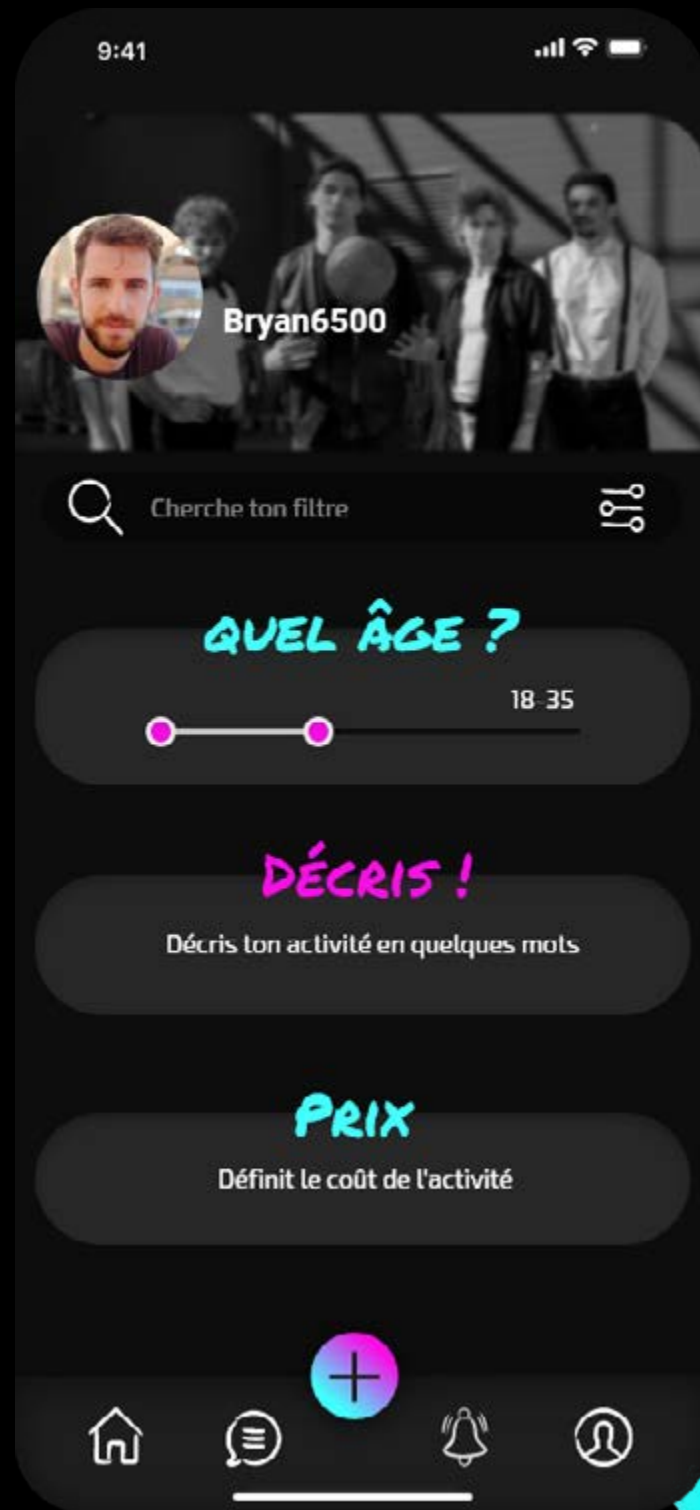 9:41
Bryan6500
Cherche ton filtre
QUEL ÂGE ?
18-35
DÉCRIS !
Décris ton activité en quelques mots
PRIX
Définit le coût de l'activité